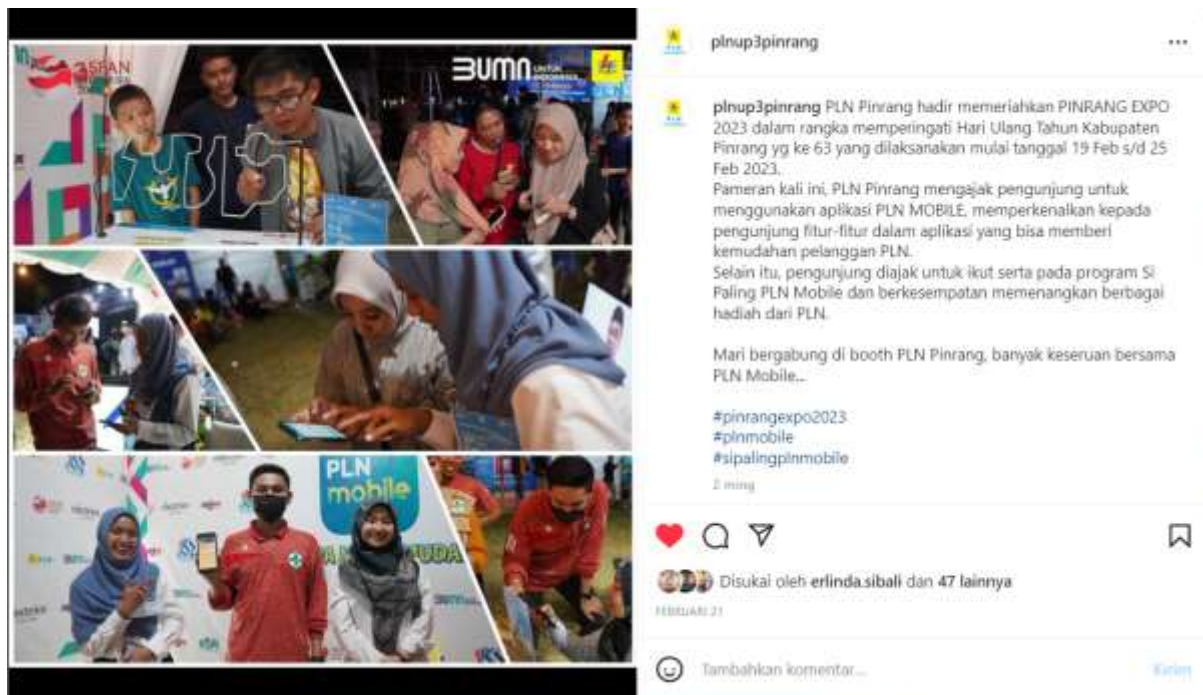 BUMN UNTUK
INDONESIA
PLN
mobile
plnup3pinrang
plnup3pinrang PLN Pinrang hadir memeriahkan PINRANG EXPO
2023 dalam rangka memperingati Hari Ulang Tahun Kabupaten
Pinrang yg ke 63 yang dilaksanakan mulai tanggal 19 Feb s/d 25
Feb 2023.
Pameran kali ini, PLN Pinrang mengajak pengunjung untuk
menggunakan aplikasi PLN MOBILE, memperkenalkan kepada
pengunjung fitur-fitur dalam aplikasi yang bisa memberi
kemudahan pelanggan PLN.
Selain itu, pengunjung diajak untuk ikut serta pada program Si
Paling PLN Mobile dan berkesempatan memenangkan berbagai
hadiah dari PLN.
Mari bergabung di booth PLN Pinrang, banyak keseruan bersama
PLN Mobile...
#pinrangexpo2023
#plnmobile
#sipalingplnmobile
2 ming
Disukai oleh erlinda.sibali dan 47 lainnya
FEBRUARI 21
Tambahkan komentar...
Kirim